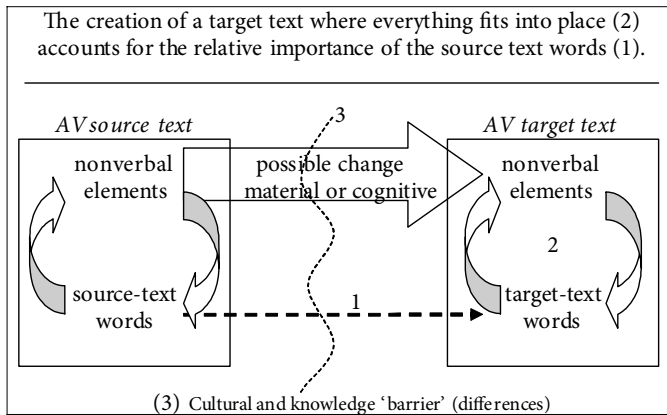 The creation of a target text where everything fits into place (2)
accounts for the relative importance of the source text words (1).
3
AV source text
AV target text
nonverbal
elements
possible change
material or cognitive
nonverbal
elements
2
source-text
words
1
target-text
words
(3) Cultural and knowledge ‘barrier’ (differences)